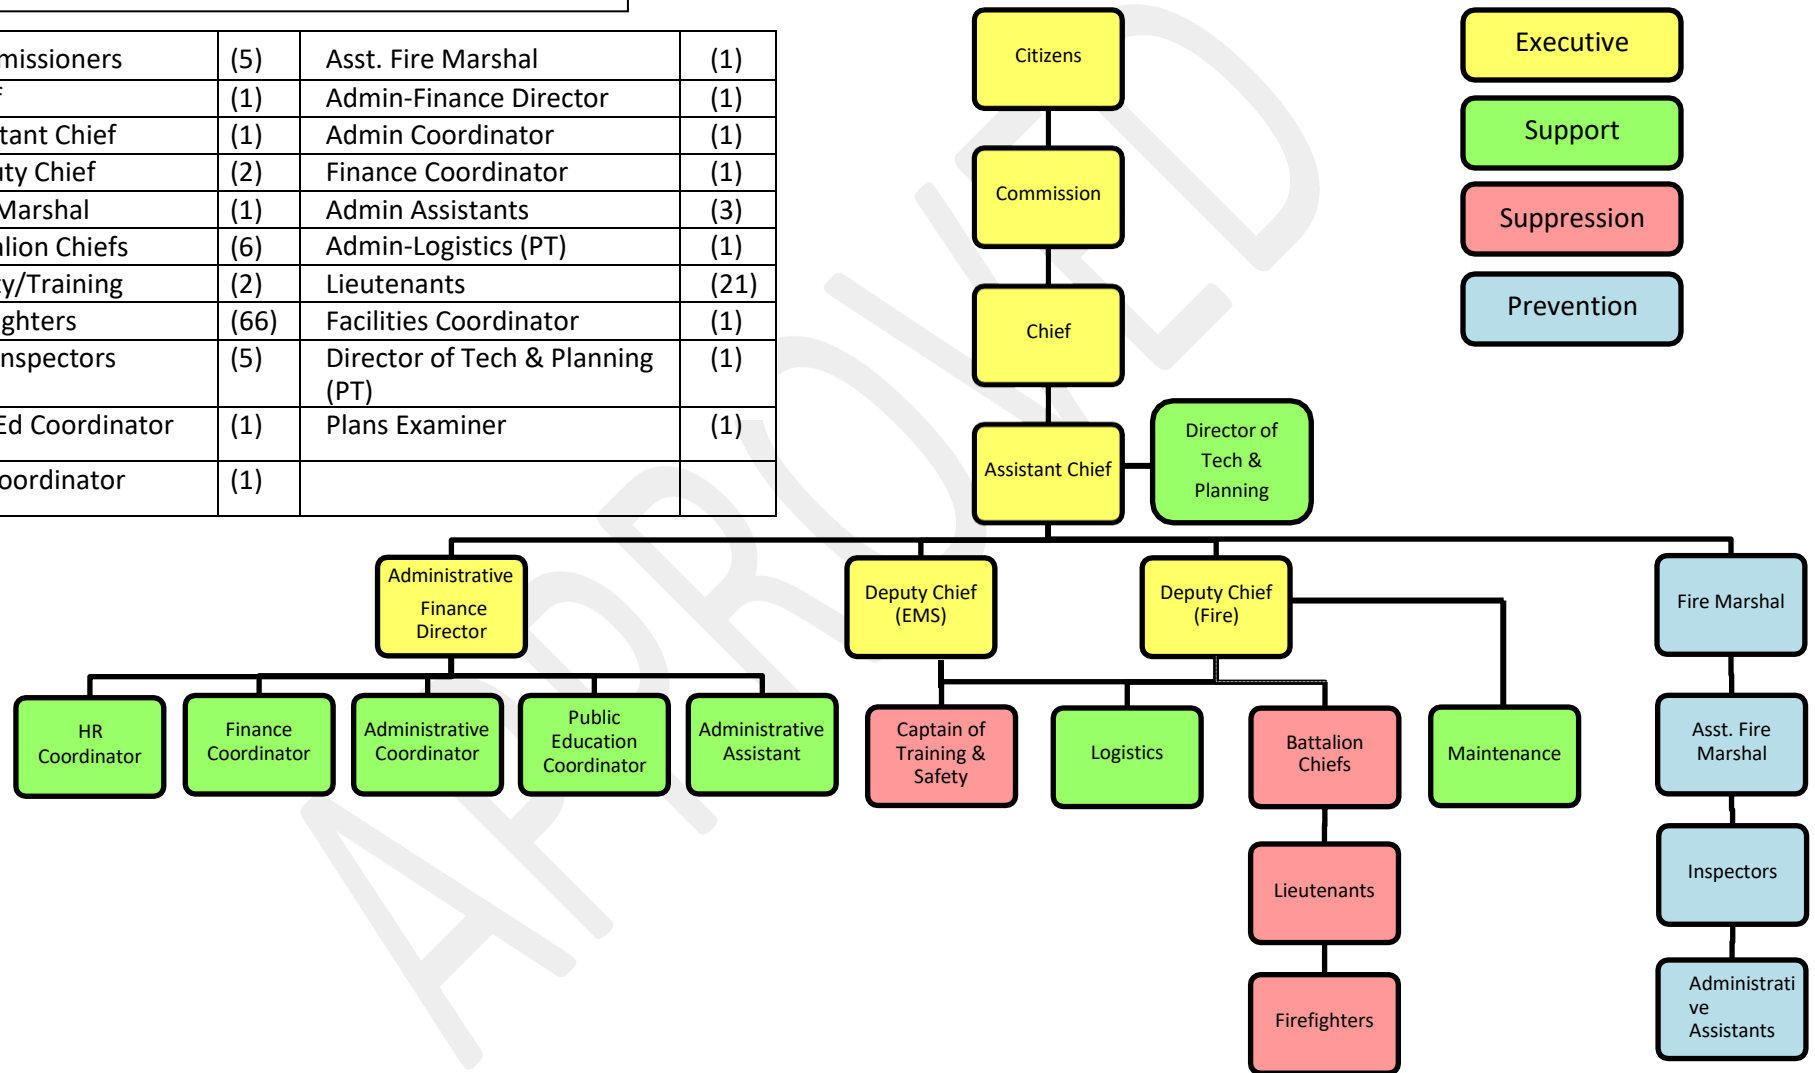 missioners (5) Asst. Fire Marshal (1)
(1) Admin-Finance Director (1)
tant Chief (1) Admin Coordinator (1)
uty Chief (2) Finance Coordinator (1)
Marshal (1) Admin Assistants (3)
alion Chiefs (6) Admin-Logistics (PT) (1)
ty/Training (2) Lieutenants (21)
ghters (66) Facilities Coordinator (1)
nspectors (5) Director of Tech & Planning (1)
(PT)
Ed Coordinator (1) Plans Examiner (1)
oordinator (1)
Executive
Support
Suppression
Prevention
Citizens
Commission
Chief
Assistant Chief
Director of
Tech &
Planning
Administrative
Finance
Director
Deputy Chief
(EMS)
Deputy Chief
(Fire)
Fire Marshal
HR
Coordinator
Finance
Coordinator
Administrative
Coordinator
Public
Education
Coordinator
Administrative
Assistant
Captain of
Training &
Safety
Logistics
Battalion
Chiefs
Maintenance
Asst. Fire
Marshal
Lieutenants
Inspectors
Firefighters
Administrati
ve
Assistants
APPROVED